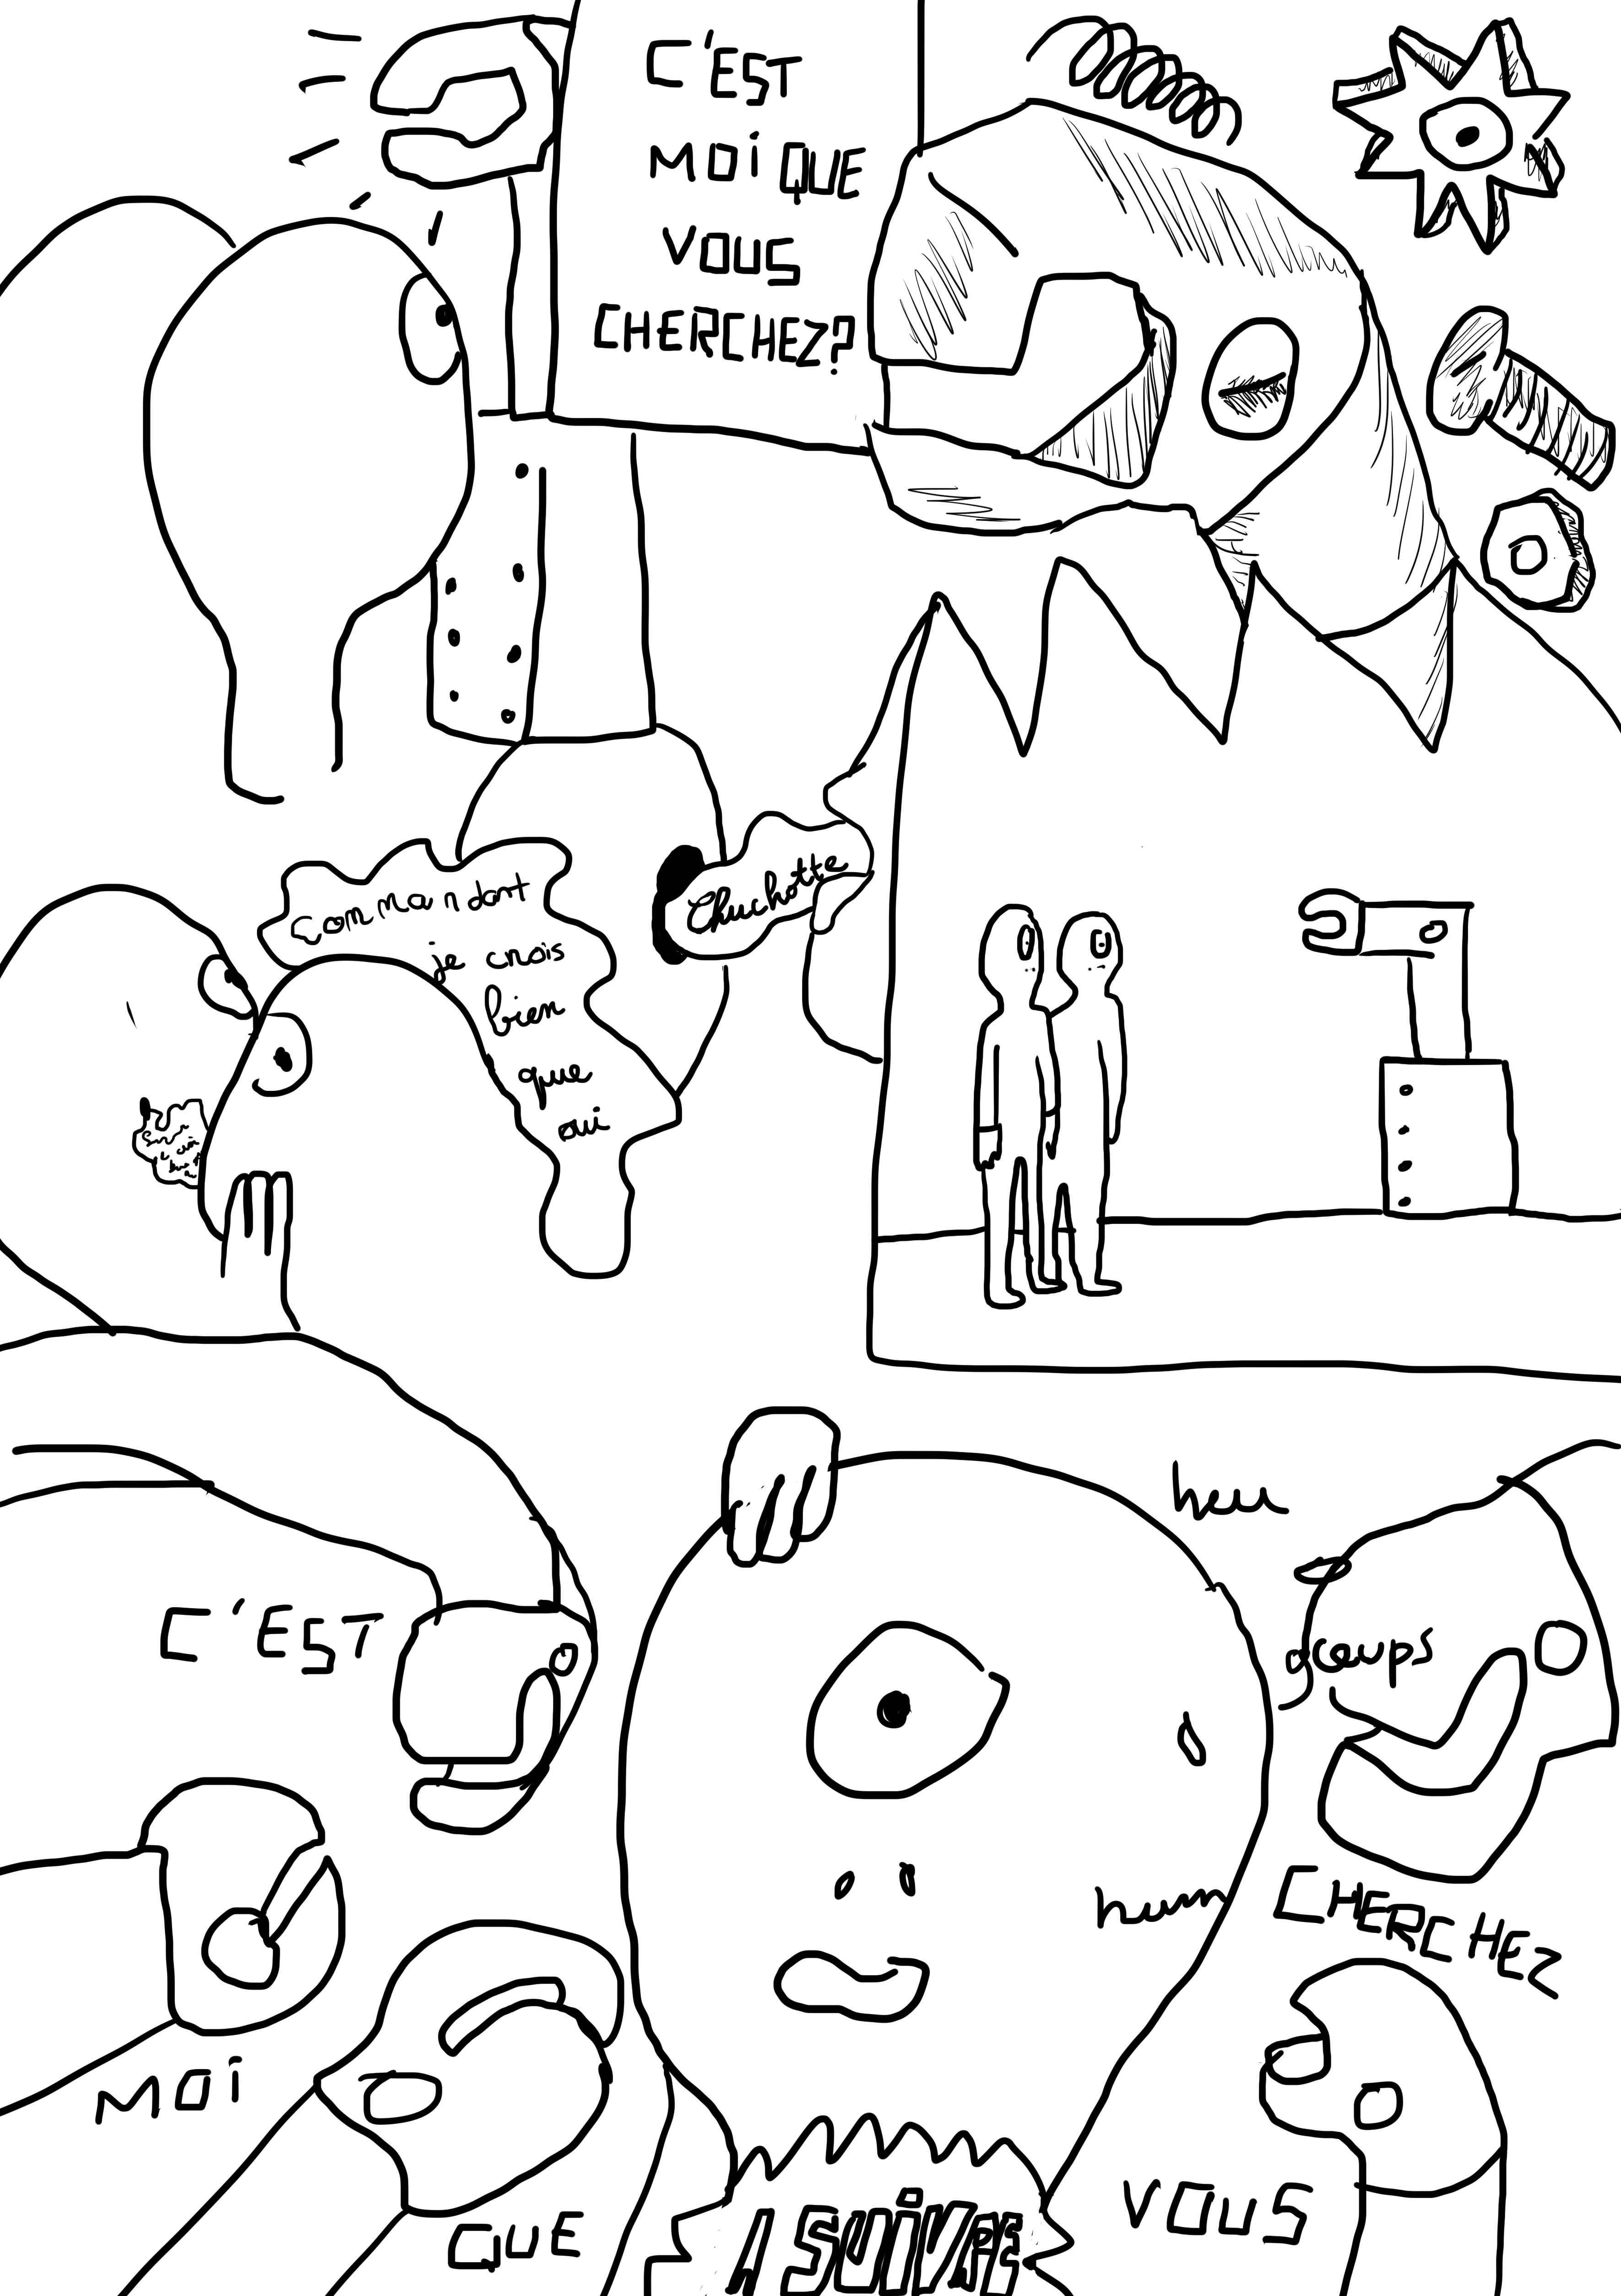 C'EST
MOI QUE
VOUS
CHERCHEZ?
Chuchotte
Commandant
je crois
bien
que
oui
heu
C'EST
gloups
hum
CHERCHEZ
MOI
VOUS
QUE
A SUIVRE